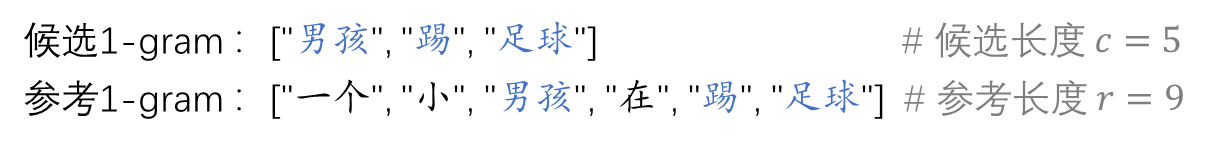 候选1-gram： ["男孩", "踢", "足球"] # 候选长度 c = 5
参考1-gram： ["一个", "小", "男孩", "在", "踢", "足球"] # 参考长度 r = 9